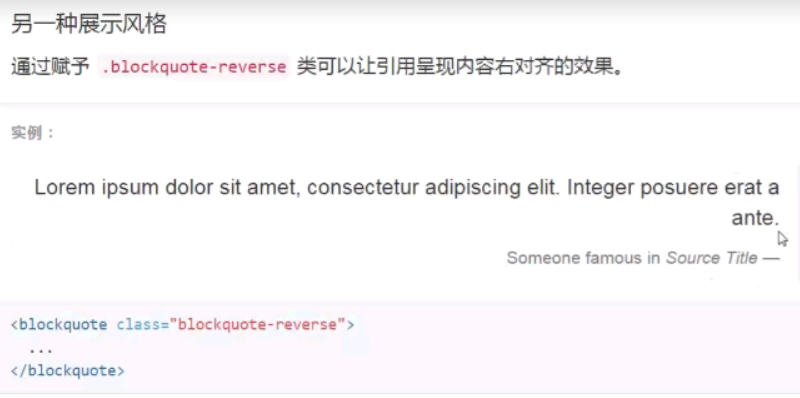 另一种展示风格
通过赋予 .blockquote-reverse 类可以让引用呈现内容右对齐的效果。
实例：
Lorem ipsum dolor sit amet, consectetur adipiscing elit. Integer posuere erat a
ante.
Someone famous in Source Title —
<blockquote class="blockquote-reverse">
...
</blockquote>